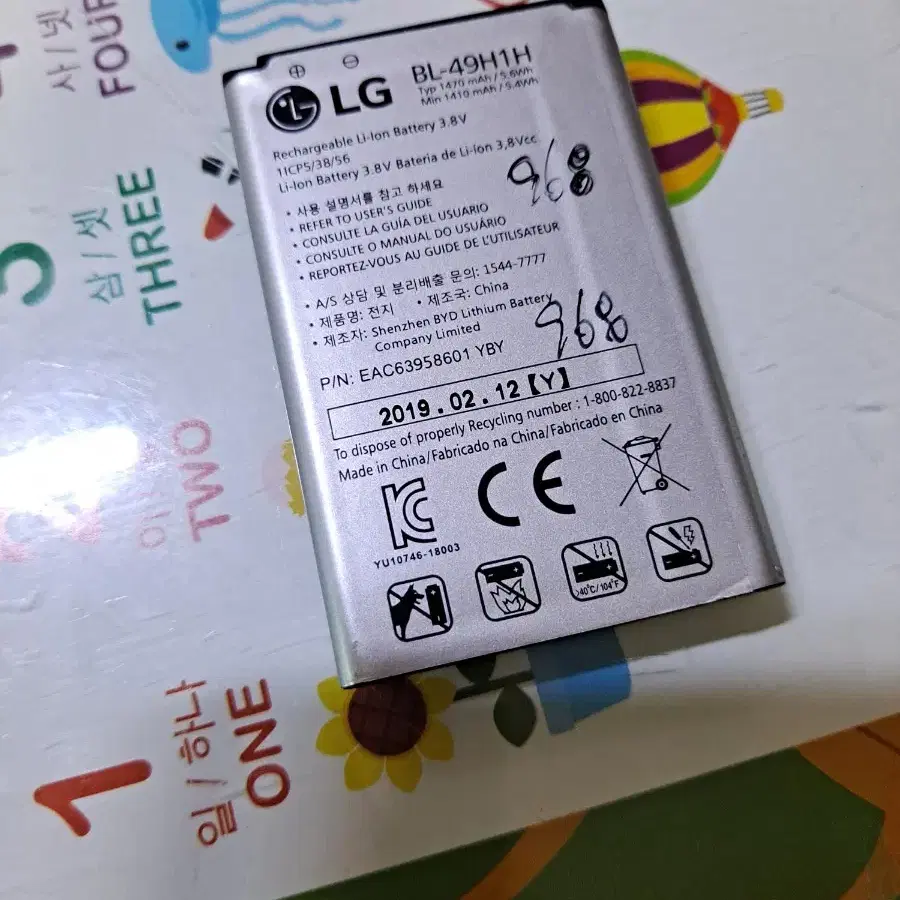 LG
BL-49H1H
Typ 1470 mAh / 5.6Wh
Min 1410 mAh / 5.4Wh
Rechargeable Li-Ion Battery 3.8V
1ICP5/38/56
Li-Ion Battery 3.8V Bateria de Li-Ion 3,8Vcc
968
• 사용 설명서를 참고 하세요
• REFER TO USER'S GUIDE
• CONSULTE LA GUÍA DEL USUARIO
• CONSULTE O MANUAL DO USUÁRIO
• REPORTEZ-VOUS AU GUIDE DE L'UTILISATEUR
• A/S 상담 및 분리배출 문의: 1544-7777
• 제품명: 전지 • 제조국: China
• 제조자: Shenzhen BYD Lithium Battery
Company Limited
968
P/N: EAC63958601 YBY
2019.02.12【Y】
To dispose of properly Recycling number : 1-800-822-8837
Made in China/Fabricado na China/Fabricado en China
CE
YU10746-18003
>40°C/104°F
사 / 넷
FOUR
삼 / 셋
THREE
이
TWO
1
일 / 하나
ONE